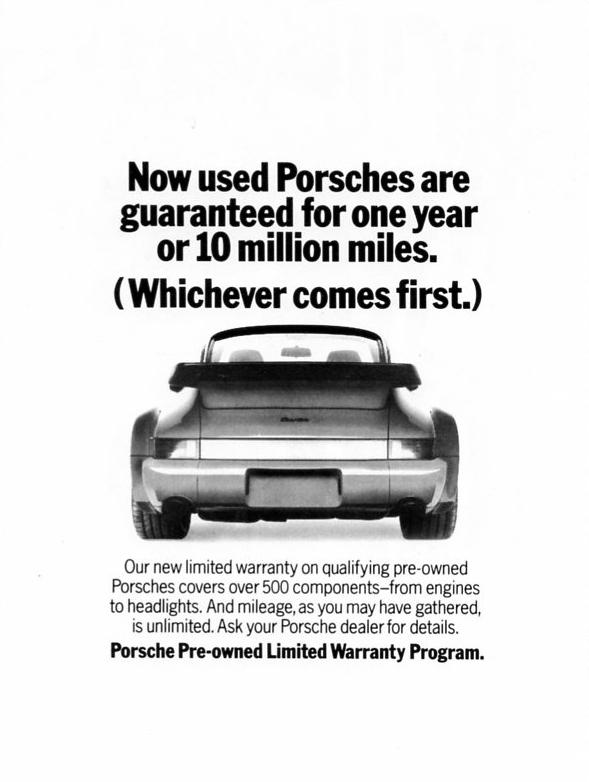 Now used Porsches are
guaranteed for one year
or 10 million miles.
(Whichever comes first.)
turbo
Our new limited warranty on qualifying pre-owned
Porsches covers over 500 components–from engines
to headlights. And mileage, as you may have gathered,
is unlimited. Ask your Porsche dealer for details.
Porsche Pre-owned Limited Warranty Program.